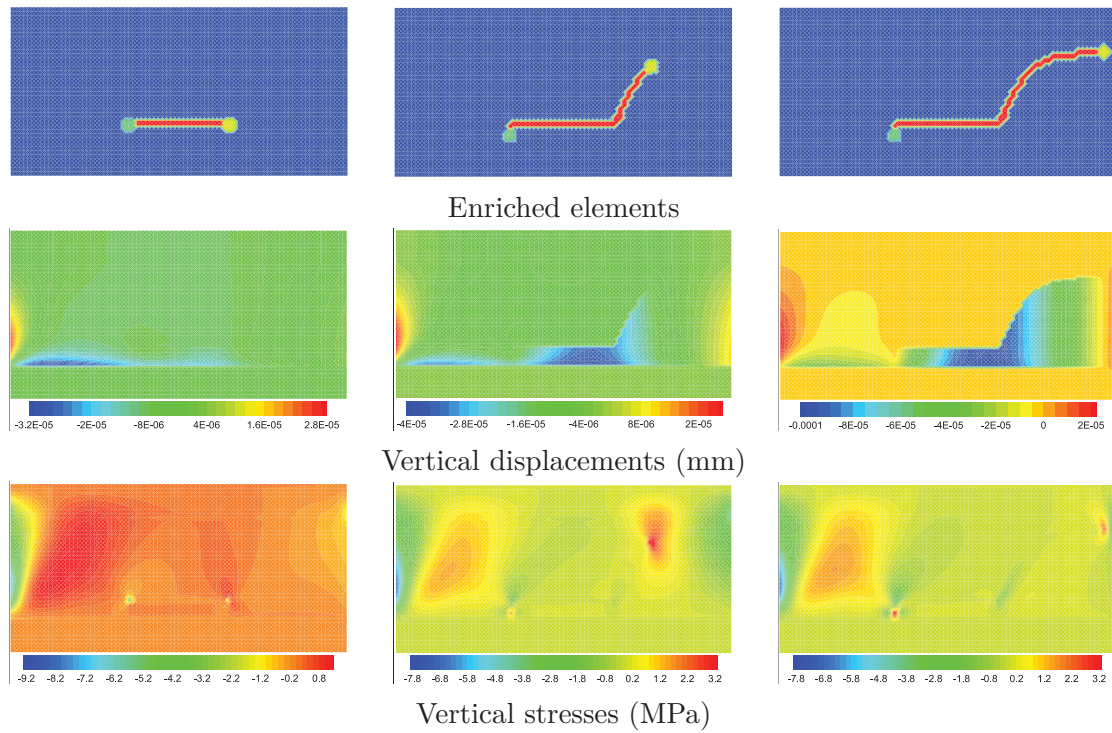 Enriched elements
-3.2E-05 -2E-05 -8E-06 4E-06 1.6E-05 2.8E-05
-4E-05 -2.8E-05 -1.6E-05 -4E-06 8E-06 2E-05
-0.0001 -8E-05 -6E-05 -2E-05 0 2E-05
Vertical displacements (mm)
-9.2 -8.2 -7.2 -6.2 -5.2 -4.2 -3.2 -2.2 -1.2 -0.2 0.8
-7.8 -6.8 -5.8 -4.8 -3.8 -2.8 -1.8 -0.8 0.2 1.2 2.2 3.2
-7.8 -6.8 -5.8 -4.8 -3.8 -2.8 -1.8 -0.8 0.2 1.2 2.2 3.2
Vertical stresses (MPa)